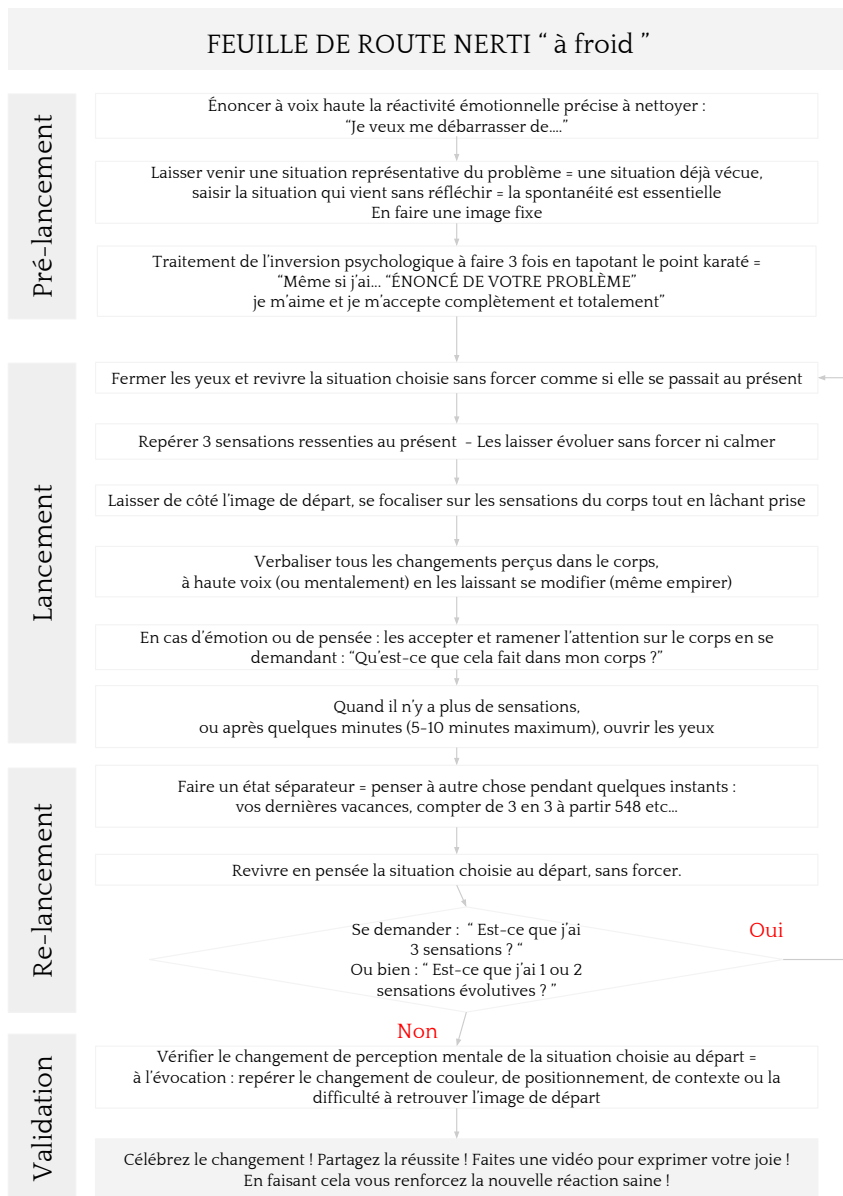 FEUILLE DE ROUTE NERTI “ à froid ”
Pré-lancement
Énoncer à voix haute la réactivité émotionnelle précise à nettoyer :
“Je veux me débarrasser de....”
Laisser venir une situation représentative du problème = une situation déjà vécue,
saisir la situation qui vient sans réfléchir = la spontanéité est essentielle
En faire une image fixe
Traitement de l’inversion psychologique à faire 3 fois en tapotant le point karaté =
“Même si j’ai... “ÉNONCÉ DE VOTRE PROBLÈME”
je m’aime et je m’accepte complètement et totalement”
Lancement
Fermer les yeux et revivre la situation choisie sans forcer comme si elle se passait au présent
Repérer 3 sensations ressenties au présent - Les laisser évoluer sans forcer ni calmer
Laisser de côté l’image de départ, se focaliser sur les sensations du corps tout en lâchant prise
Verbaliser tous les changements perçus dans le corps,
à haute voix (ou mentalement) en les laissant se modifier (même empirer)
En cas d’émotion ou de pensée : les accepter et ramener l’attention sur le corps en se
demandant : “Qu’est-ce que cela fait dans mon corps ?”
Quand il n’y a plus de sensations,
ou après quelques minutes (5-10 minutes maximum), ouvrir les yeux
Re-lancement
Faire un état séparateur = penser à autre chose pendant quelques instants :
vos dernières vacances, compter de 3 en 3 à partir 548 etc...
Revivre en pensée la situation choisie au départ, sans forcer.
Se demander : “ Est-ce que j’ai
3 sensations ? “
Ou bien : “ Est-ce que j’ai 1 ou 2
sensations évolutives ? ”
Oui
Non
Validation
Vérifier le changement de perception mentale de la situation choisie au départ =
à l’évocation : repérer le changement de couleur, de positionnement, de contexte ou la
difficulté à retrouver l’image de départ
Célébrez le changement ! Partagez la réussite ! Faites une vidéo pour exprimer votre joie !
En faisant cela vous renforcez la nouvelle réaction saine !